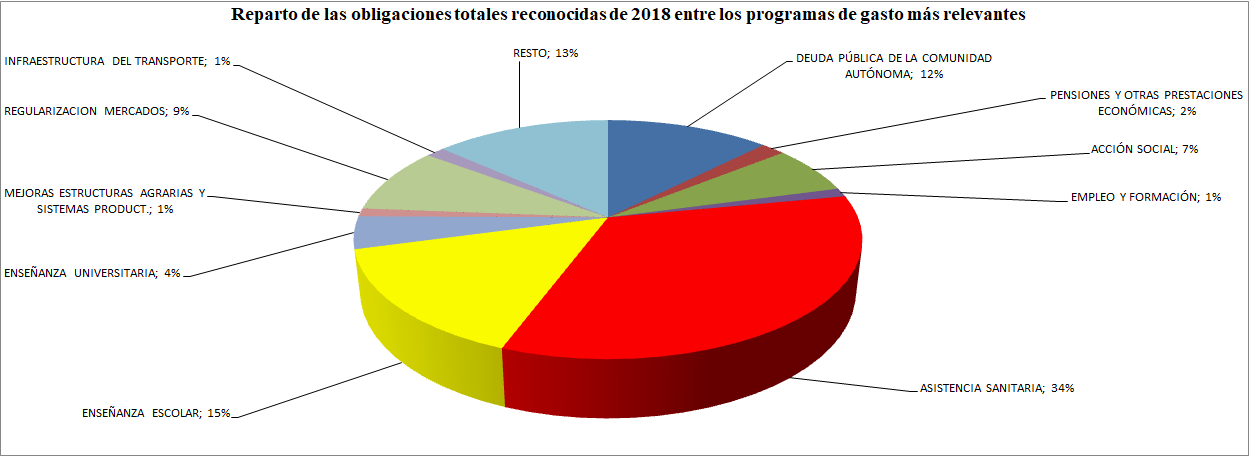 Reparto de las obligaciones totales reconocidas de 2018 entre los programas de gasto más relevantes
RESTO; 13%
DEUDA PÚBLICA DE LA COMUNIDAD
AUTÓNOMA; 12%
INFRAESTRUCTURA DEL TRANSPORTE; 1%
PENSIONES Y OTRAS PRESTACIONES
ECONÓMICAS; 2%
REGULARIZACION MERCADOS; 9%
ACCIÓN SOCIAL; 7%
MEJORAS ESTRUCTURAS AGRARIAS Y
SISTEMAS PRODUCT.; 1%
EMPLEO Y FORMACIÓN; 1%
ENSEÑANZA UNIVERSITARIA; 4%
ASISTENCIA SANITARIA; 34%
ENSEÑANZA ESCOLAR; 15%